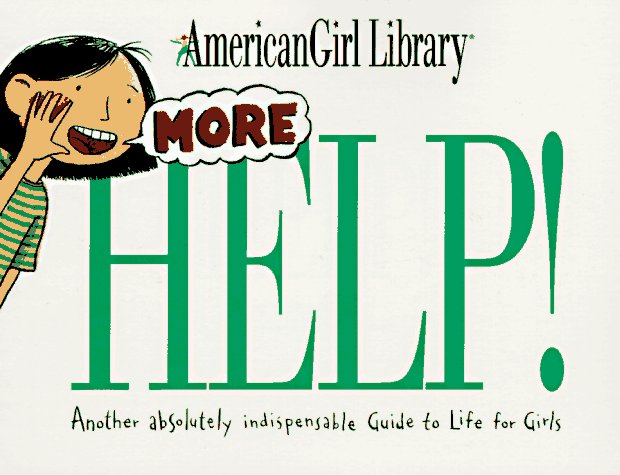 AmericanGirl Library®
MORE
HELP!
Another absolutely indispensable Guide to Life for Girls